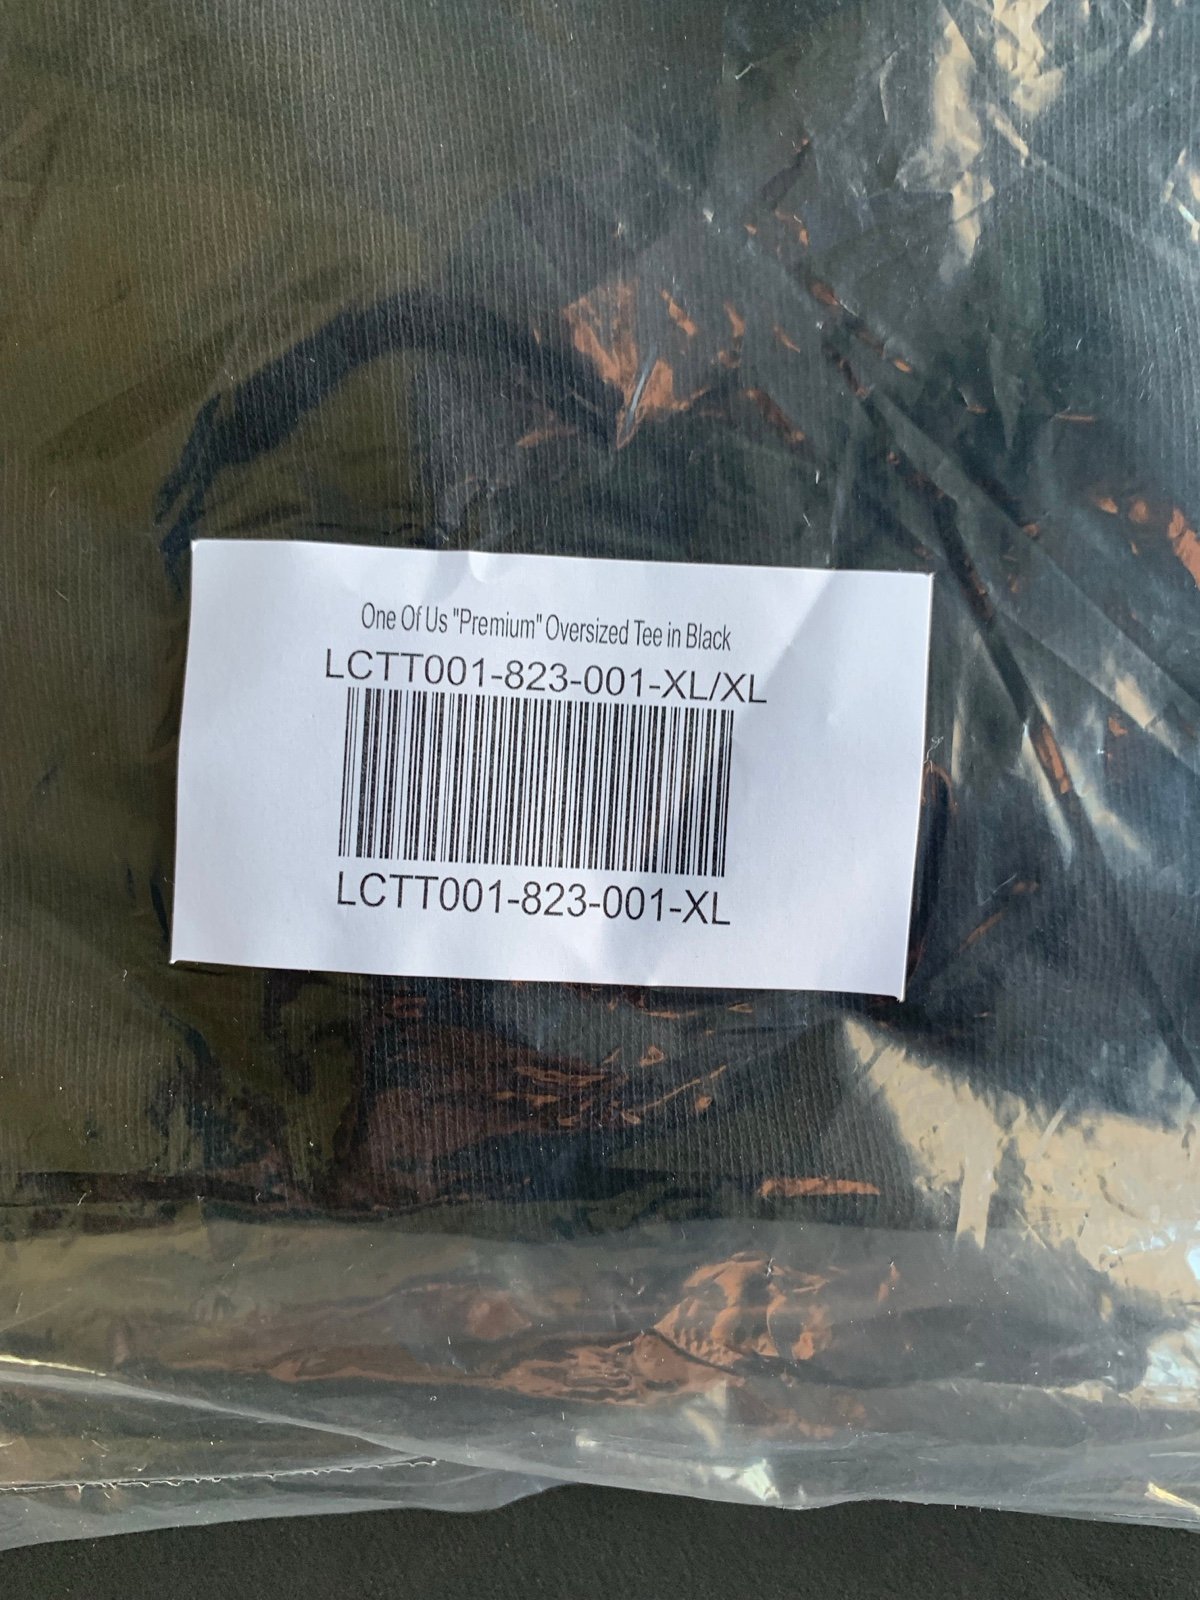 One Of Us "Premium" Oversized Tee in Black
LCTT001-823-001-XL/XL
LCTT001-823-001-XL